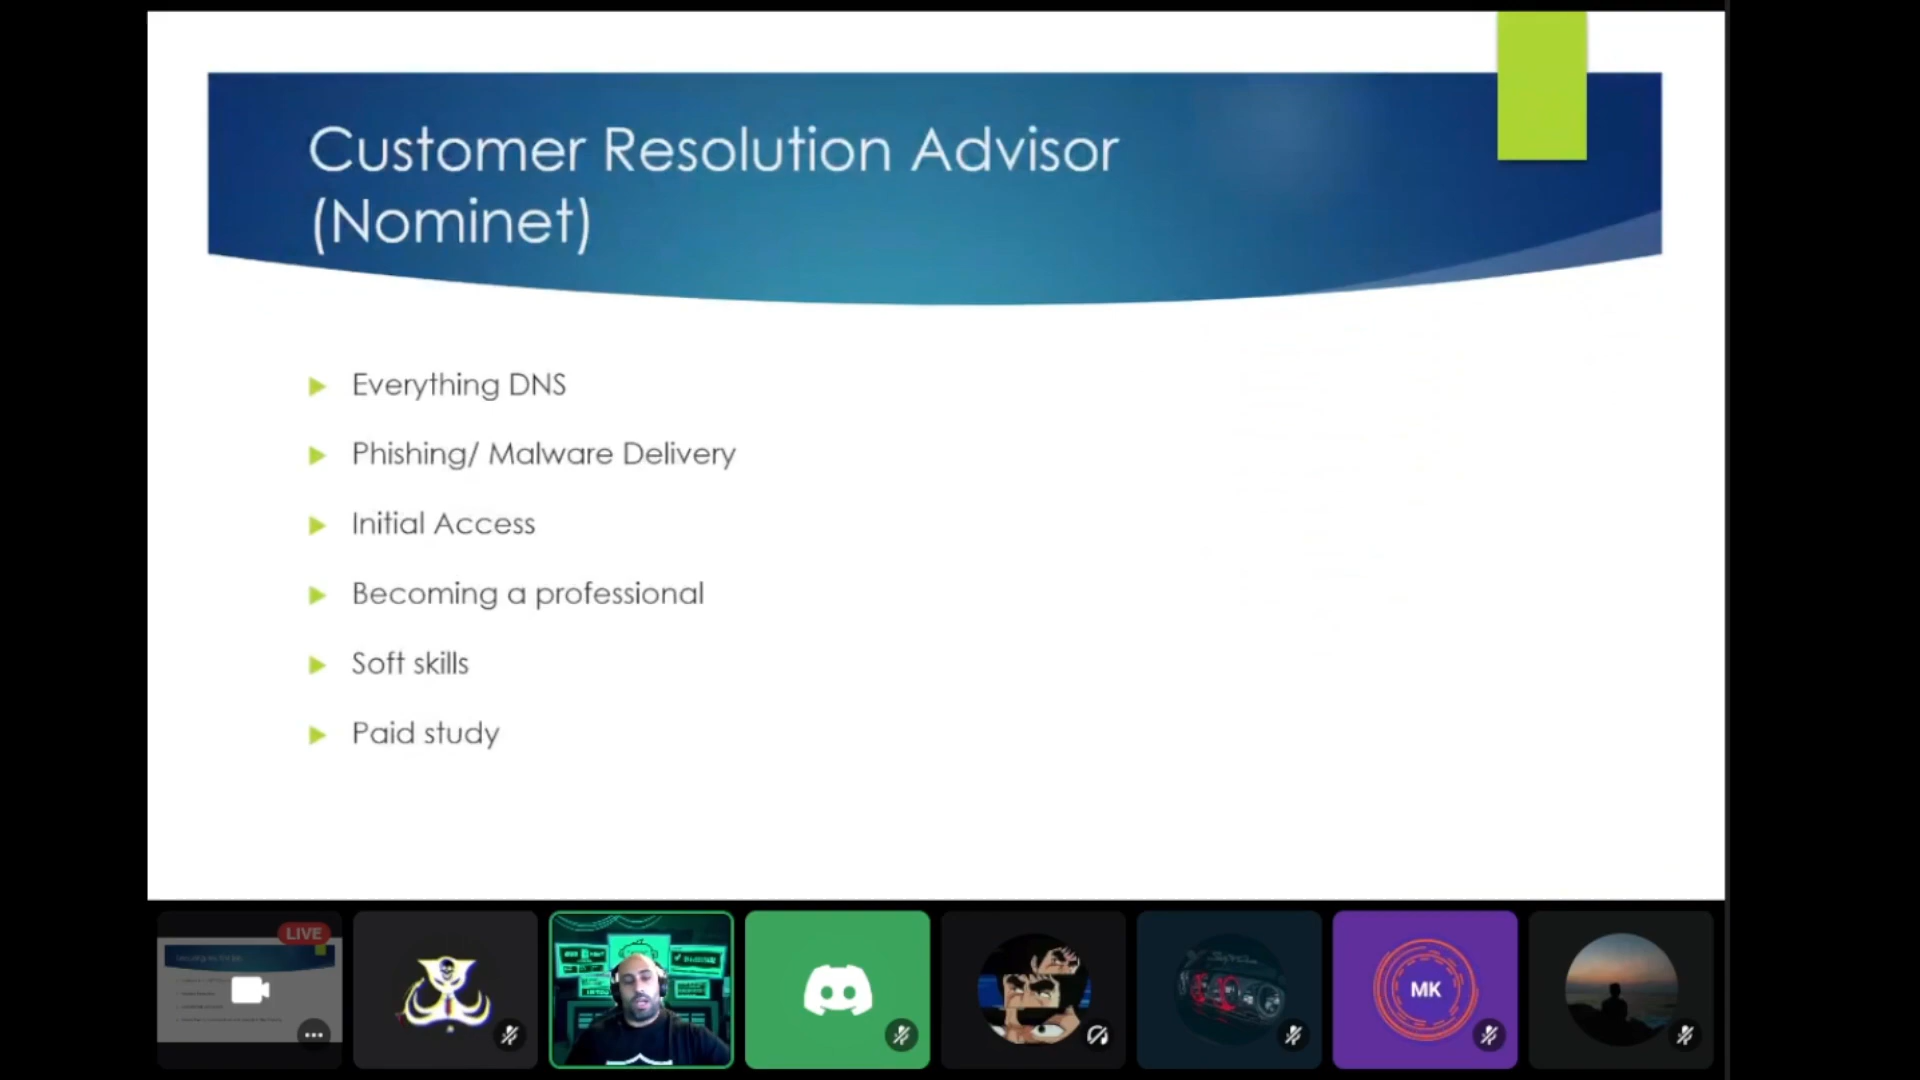 Customer Resolution Advisor
(Nominet)
Everything DNS
Phishing/ Malware Delivery
Initial Access
Becoming a professional
Soft skills
Paid study
LIVE
MK